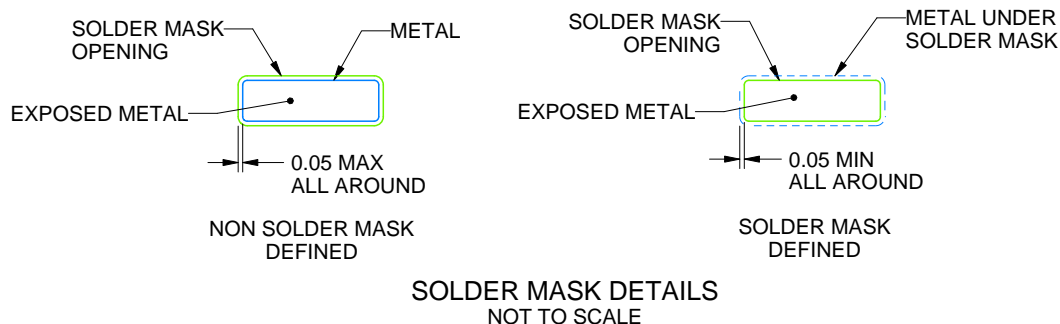 SOLDER MASK
OPENING
METAL
EXPOSED METAL
0.05 MAX
ALL AROUND
NON SOLDER MASK
DEFINED
SOLDER MASK
OPENING
METAL UNDER
SOLDER MASK
EXPOSED METAL
0.05 MIN
ALL AROUND
SOLDER MASK
DEFINED
SOLDER MASK DETAILS
NOT TO SCALE